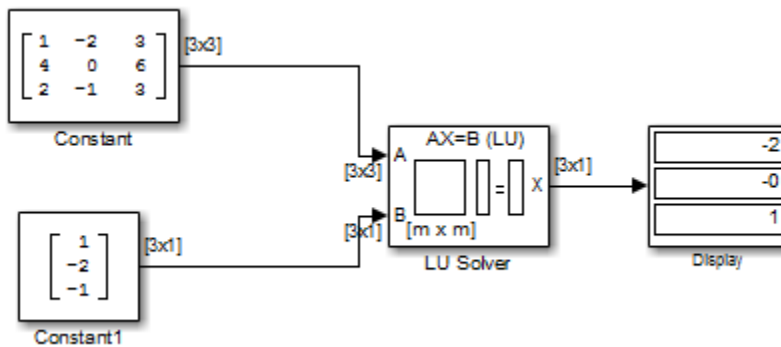 1 -2 3
4 0 6
2 -1 3
[3x3]
Constant
AX=B (LU)
A
[3x3]
B
[3x1]
=
X
[m x m]
LU Solver
[3x1]
-2
-0
1
Display
1
-2
-1
[3x1]
Constant1